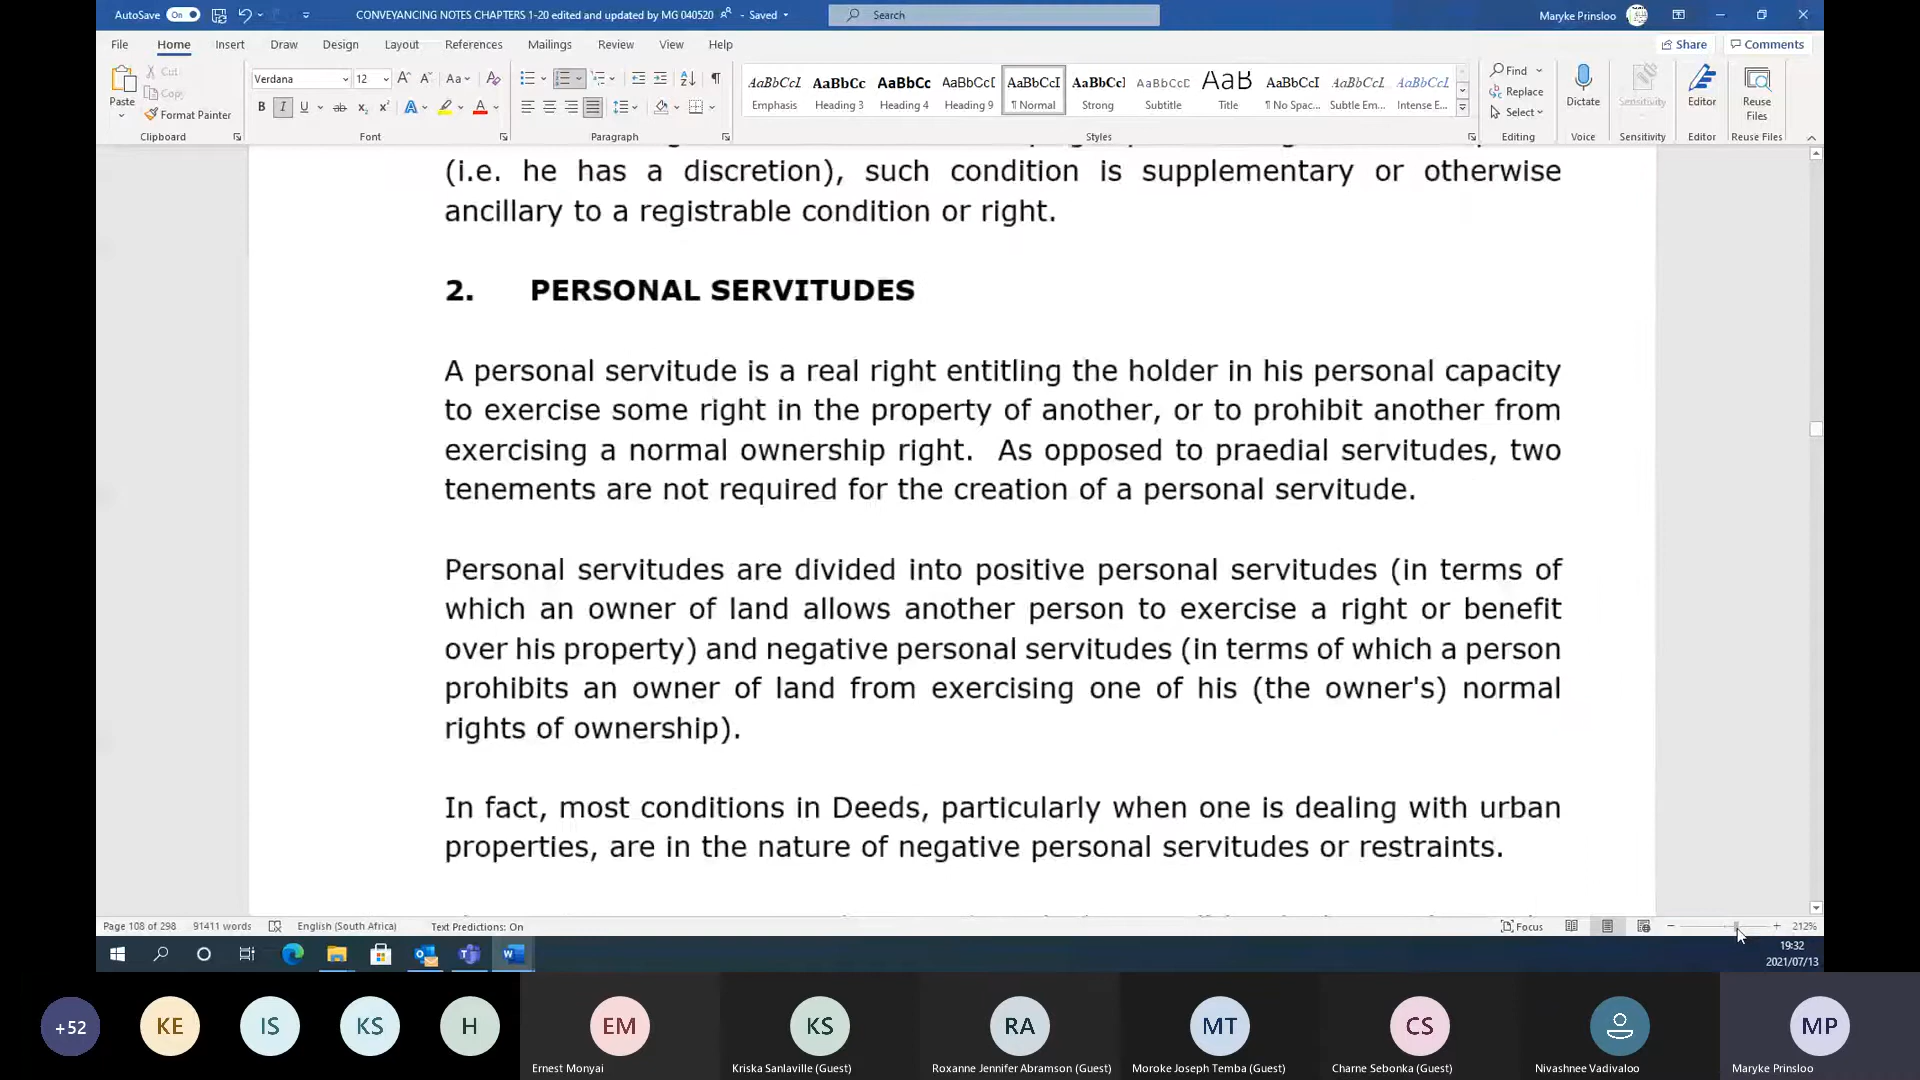 AutoSave On CONVEYANCING NOTES CHAPTERS 1-20 edited and updated by MG 040520 - Saved Search Maryke Prinsloo
File Home Insert Draw Design Layout References Mailings Review View Help Share Comments
Paste Cut Copy Format Painter
Verdana 12
AaBbCcI AaBbCc AaBbCc AaBbCcI AaBbCcI AaBbCcI AaBbCcD AaB AaBbCcI AaBbCcI AaBbCcI
Emphasis Heading 3 Heading 4 Heading 9 ¶ Normal Strong Subtitle Title ¶ No Spac... Subtle Em... Intense E...
Find Replace Select
Dictate Sensitivity Editor Reuse Files
Clipboard Font Paragraph Styles Editing Voice Sensitivity Editor Reuse Files
(i.e. he has a discretion), such condition is supplementary or otherwise
ancillary to a registrable condition or right.
2. PERSONAL SERVITUDES
A personal servitude is a real right entitling the holder in his personal capacity
to exercise some right in the property of another, or to prohibit another from
exercising a normal ownership right. As opposed to praedial servitudes, two
tenements are not required for the creation of a personal servitude.
Personal servitudes are divided into positive personal servitudes (in terms of
which an owner of land allows another person to exercise a right or benefit
over his property) and negative personal servitudes (in terms of which a person
prohibits an owner of land from exercising one of his (the owner's) normal
rights of ownership).
In fact, most conditions in Deeds, particularly when one is dealing with urban
properties, are in the nature of negative personal servitudes or restraints.
Page 108 of 298 91411 words English (South Africa) Text Predictions: On Focus 212%
19:32
2021/07/13
+52 KE IS KS H EM KS RA MT CS MP
Ernest Monyai Kriska Sanlaville (Guest) Roxanne Jennifer Abramson (Guest) Moroke Joseph Temba (Guest) Charne Sebonka (Guest) Nivashnee Vadivaloo Maryke Prinsloo